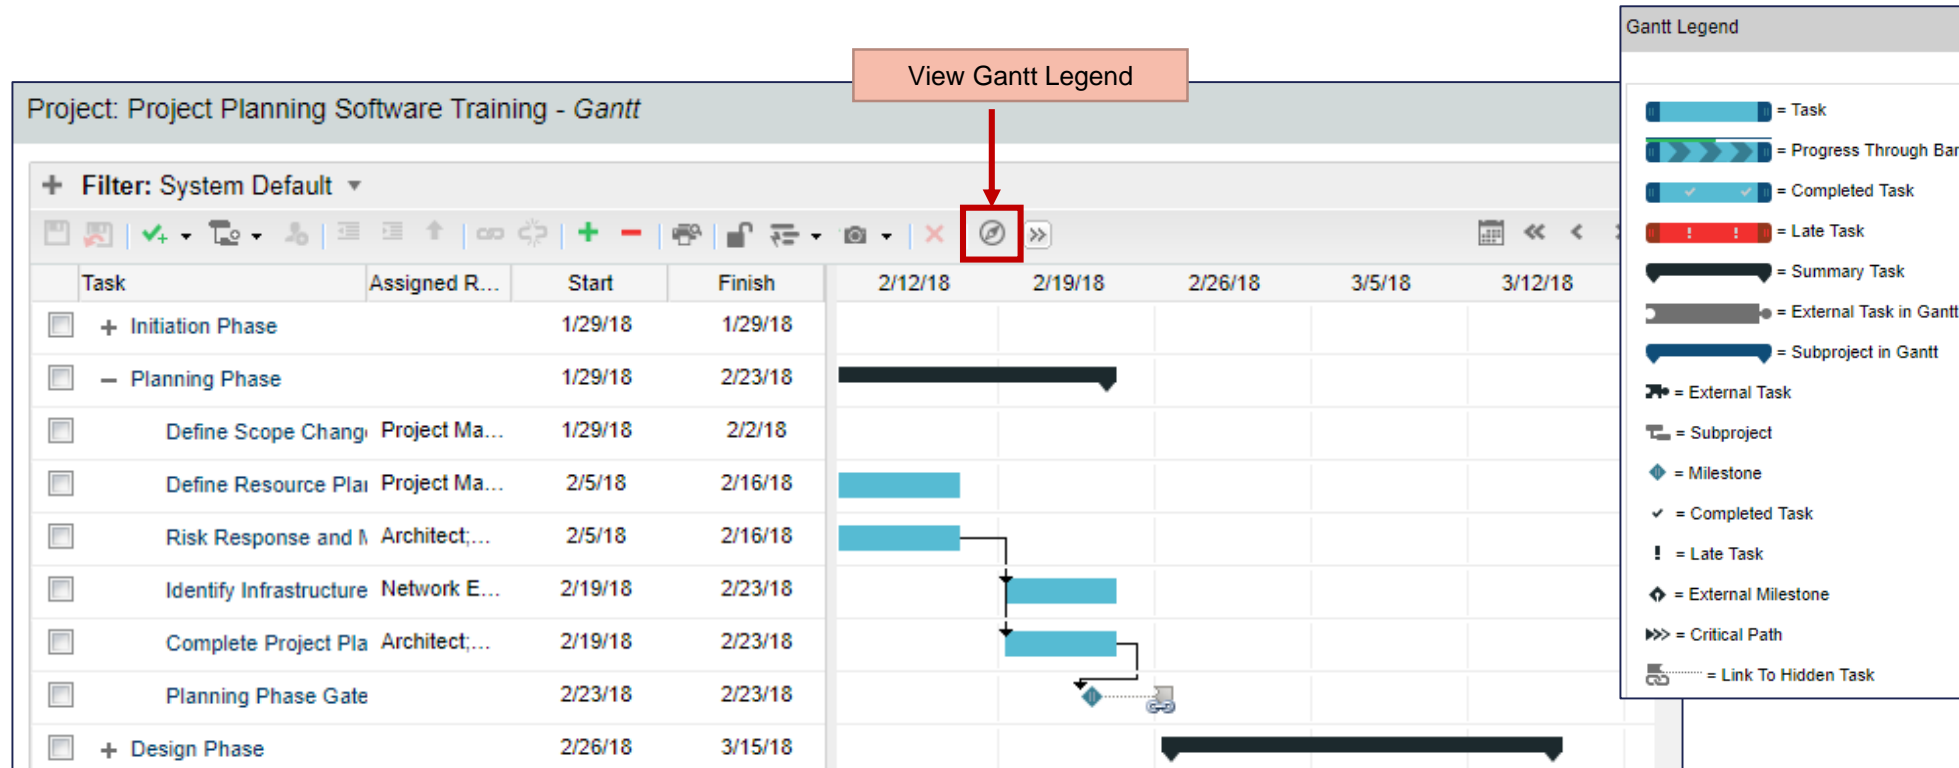 View Gantt Legend
Project: Project Planning Software Training - Gantt
Filter: System Default
Task Assigned R... Start Finish 2/12/18 2/19/18 2/26/18 3/5/18 3/12/18
Initiation Phase 1/29/18 1/29/18
Planning Phase 1/29/18 2/23/18
Define Scope Chang Project Ma... 1/29/18 2/2/18
Define Resource Pla Project Ma... 2/5/18 2/16/18
Risk Response and Architect;... 2/5/18 2/16/18
Identify Infrastructure Network E... 2/19/18 2/23/18
Complete Project Pla Architect;... 2/19/18 2/23/18
Planning Phase Gate 2/23/18 2/23/18
Design Phase 2/26/18 3/15/18
Gantt Legend
= Task
= Progress Through Bar
= Completed Task
= Late Task
= Summary Task
= External Task in Gantt
= Subproject in Gantt
= External Task
= Subproject
= Milestone
= Completed Task
! = Late Task
= External Milestone
= Critical Path
= Link To Hidden Task